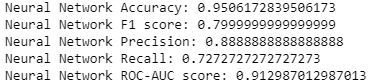 Neural Network Accuracy: 0.9506172839506173
Neural Network F1 score: 0.7999999999999999
Neural Network Precision: 0.8888888888888888
Neural Network Recall: 0.7272727272727273
Neural Network ROC-AUC score: 0.912987012987013